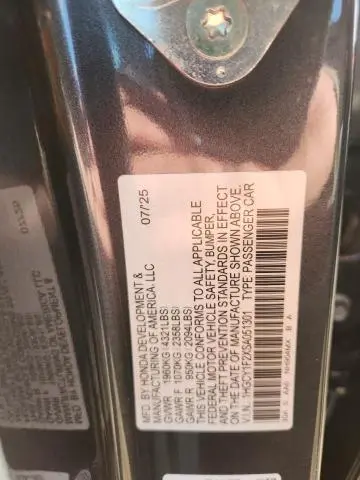 MFD. BY HONDA DEVELOPMENT &
MANUFACTURING OF AMERICA, LLC 07/'25
GVWR 1960KG( 4321LBS)
GAWR F 1070KG( 2358LBS)
GAWR R 950KG( 2094LBS)
THIS VEHICLE CONFORMS TO ALL APPLICABLE
FEDERAL MOTOR VEHICLE SAFETY, BUMPER,
AND THEFT PREVENTION STANDARDS IN EFFECT
ON THE DATE OF MANUFACTURE SHOWN ABOVE.
V.I.N.: TYPE PASSENGER CAR